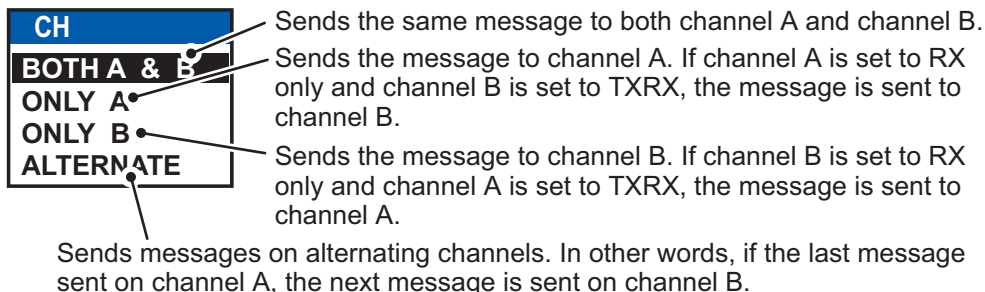 CH
BOTH A & B
ONLY A
ONLY B
ALTERNATE
Sends the same message to both channel A and channel B.
Sends the message to channel A. If channel A is set to RX
only and channel B is set to TXRX, the message is sent to
channel B.
Sends the message to channel B. If channel B is set to RX
only and channel A is set to TXRX, the message is sent to
channel A.
Sends messages on alternating channels. In other words, if the last message
sent on channel A, the next message is sent on channel B.